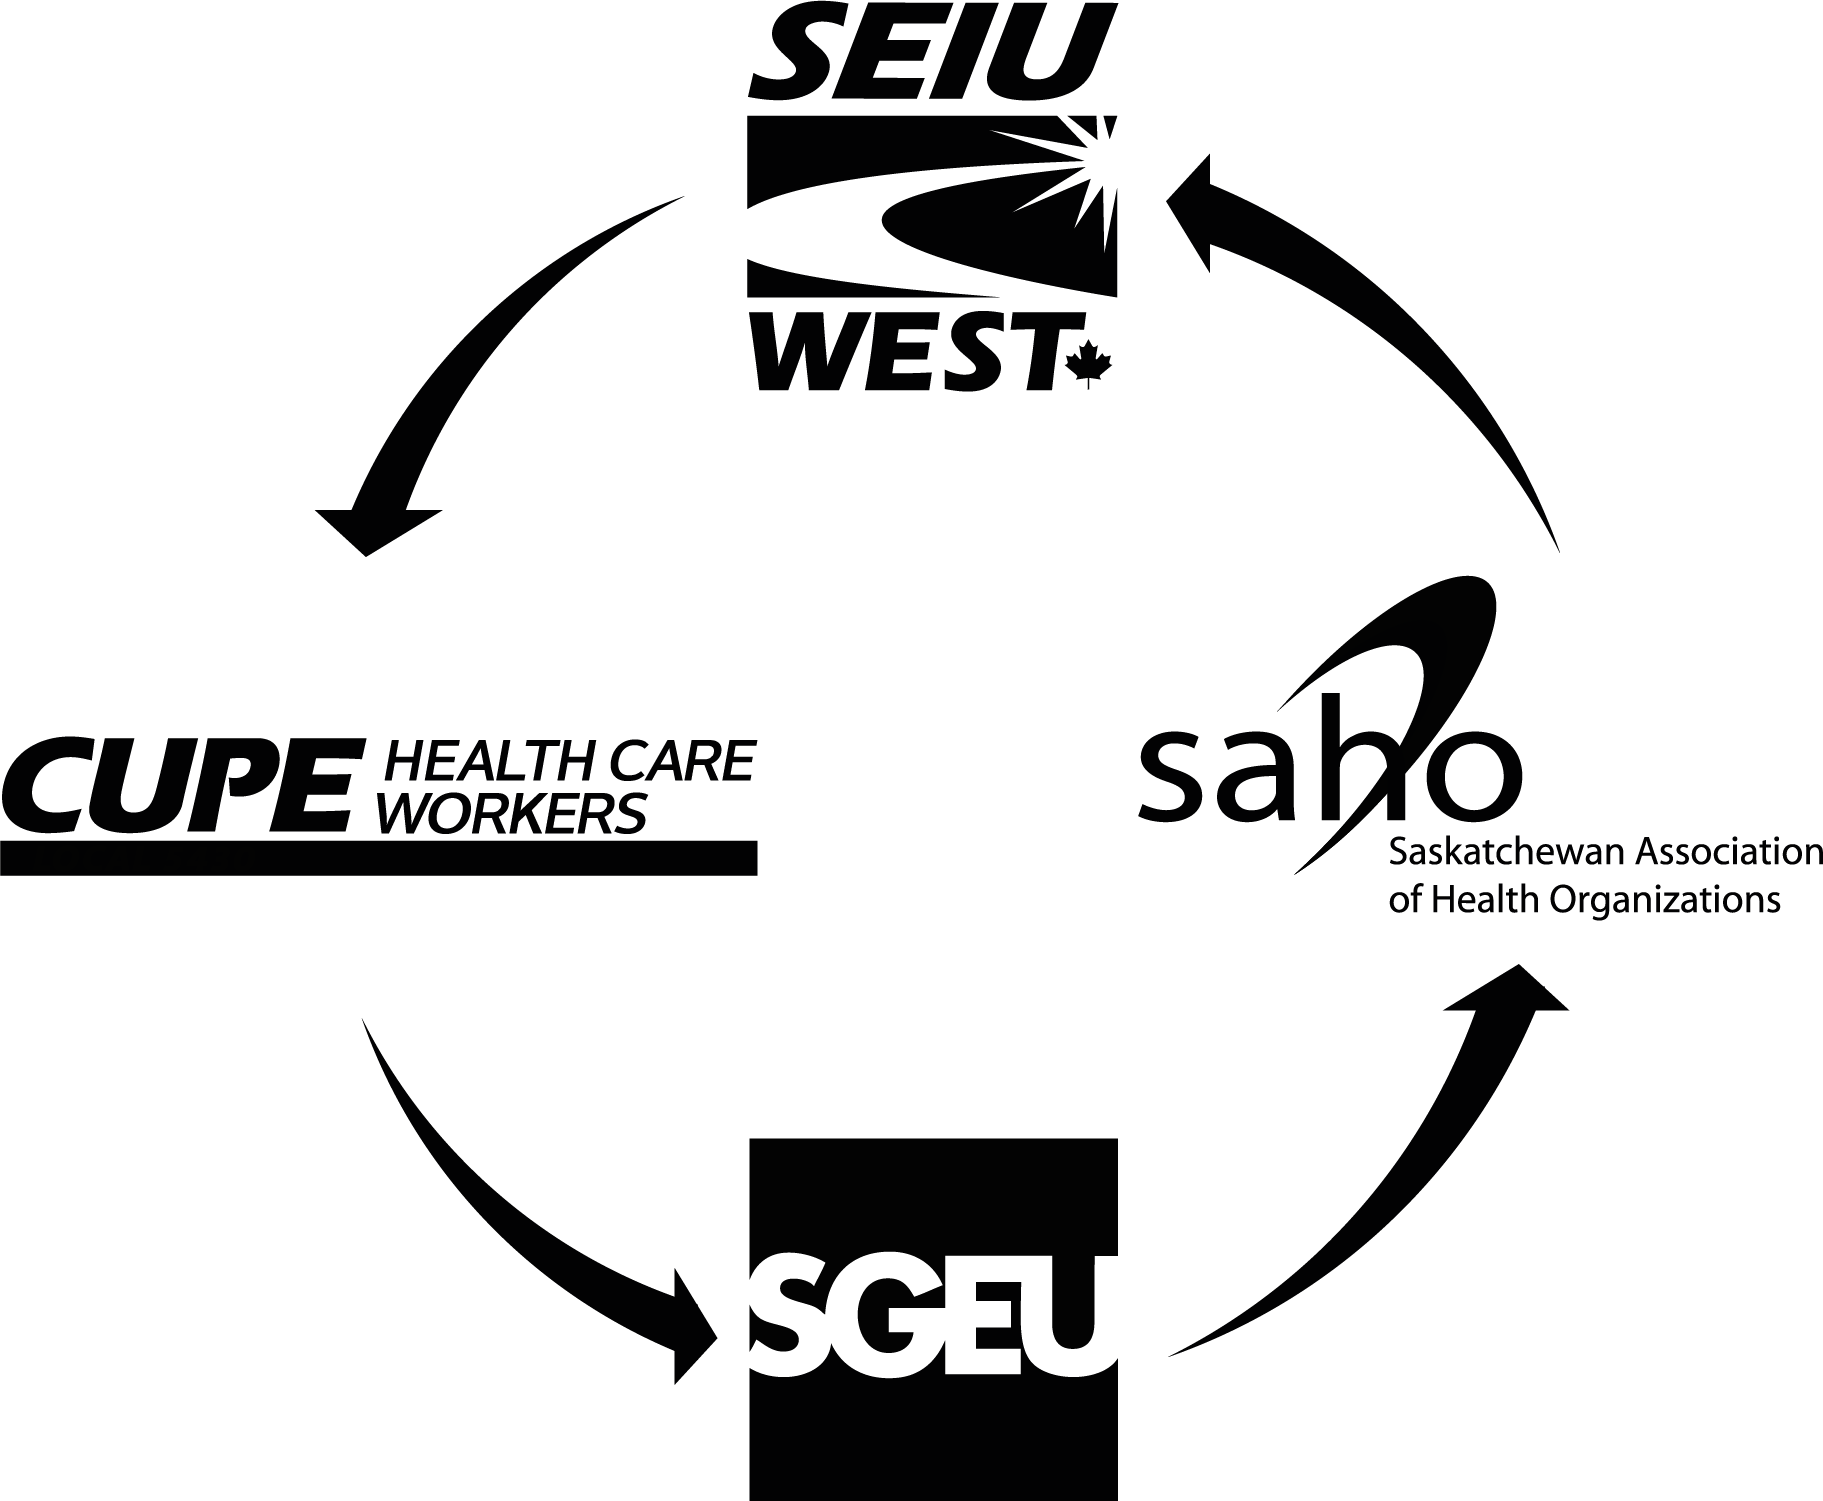 SEIU
WEST
CUPE HEALTH CARE
WORKERS
saho
Saskatchewan Association
of Health Organizations
SGEU